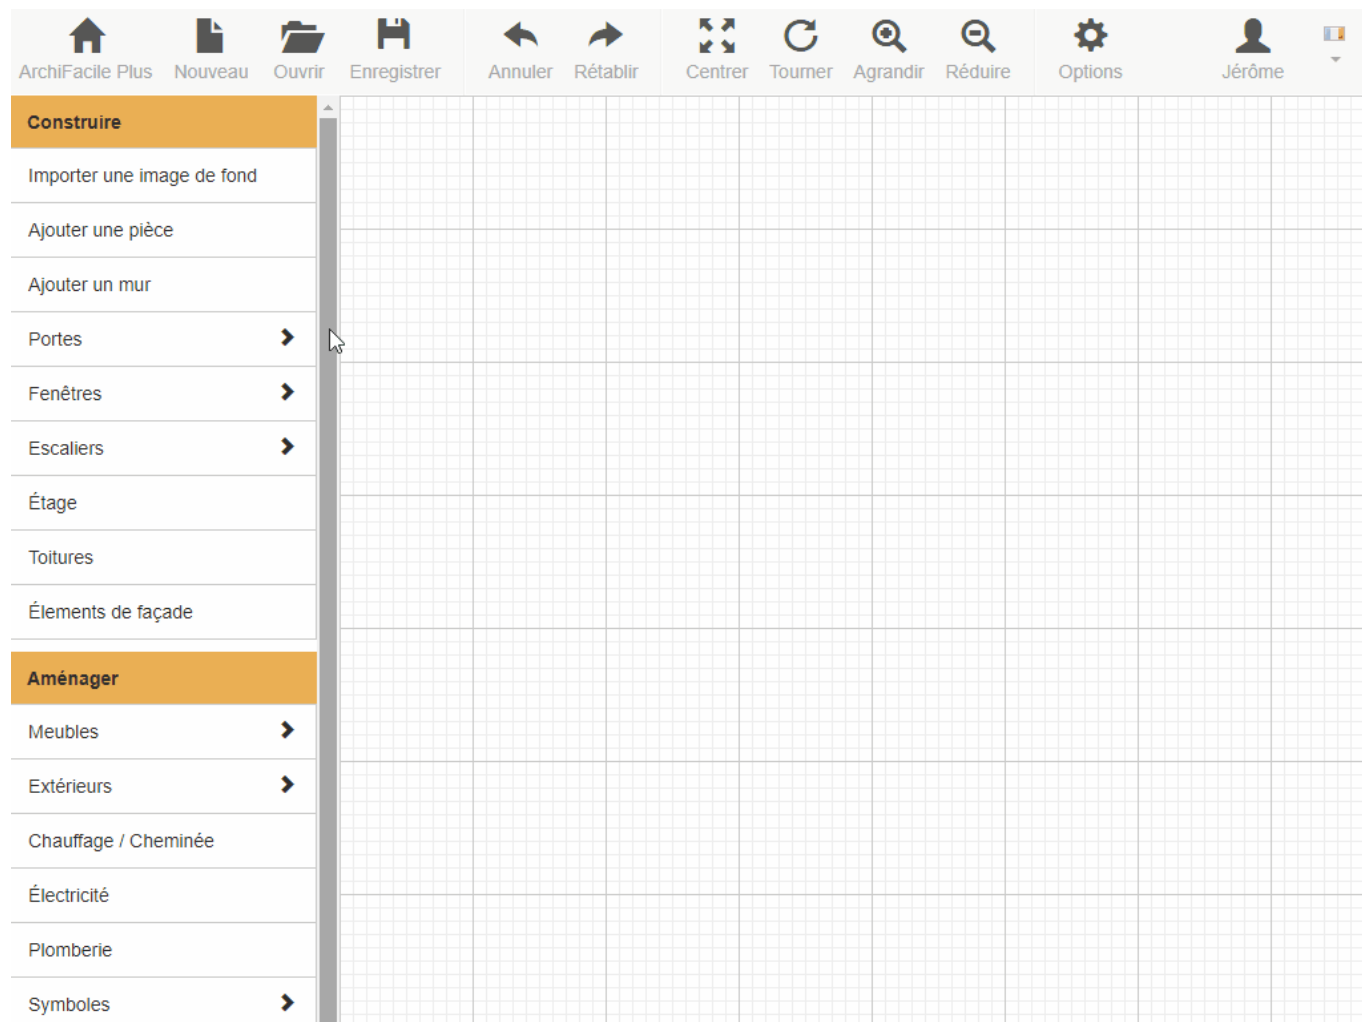 ArchiFacile Plus Nouveau Ouvrir Enregistrer Annuler Rétablir Centrer Tourner Agrandir Réduire Options Jérôme
Construire
Importer une image de fond
Ajouter une pièce
Ajouter un mur
Portes
Fenêtres
Escaliers
Étage
Toitures
Élements de façade
Aménager
Meubles
Extérieurs
Chauffage / Cheminée
Électricité
Plomberie
Symboles